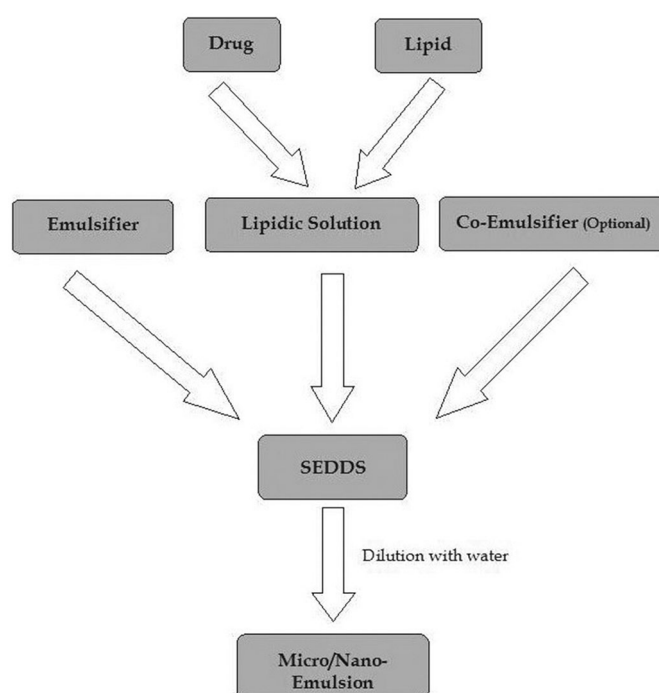 Drug
Lipid
Emulsifier
Lipidic Solution
Co-Emulsifier (Optional)
SEDDS
Dilution with water
Micro/Nano-
Emulsion